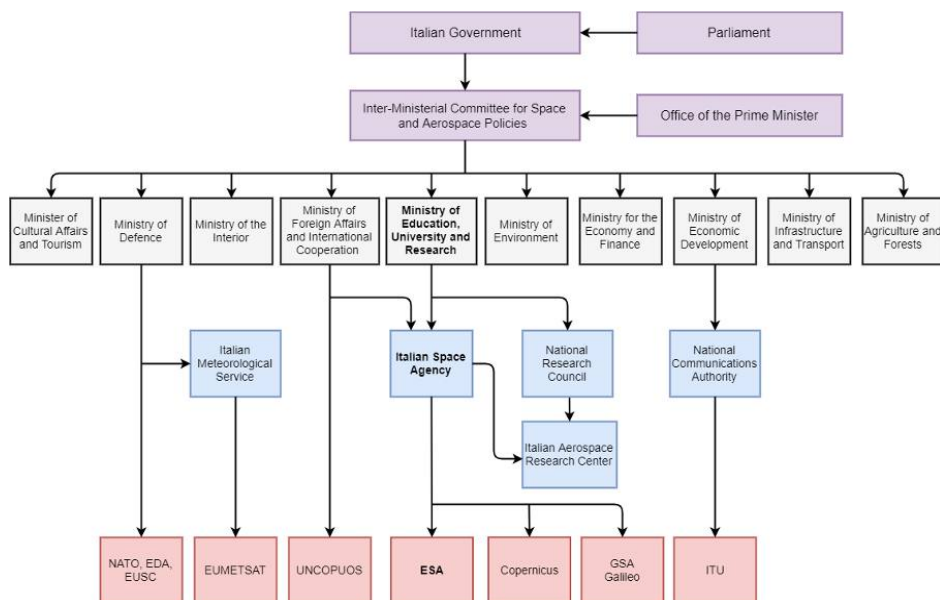 Italian Government
Parliament
Inter-Ministerial Committee for Space
and Aerospace Policies
Office of the Prime Minister
Minister of
Cultural Affairs
and Tourism
Ministry of
Defence
Ministry of the
Interior
Ministry of
Foreign Affairs
and International
Cooperation
Ministry of
Education,
University and
Research
Ministry of
Environment
Ministry for the
Economy and
Finance
Ministry of
Economic
Development
Ministry of
Infrastructure
and Transport
Ministry of
Agriculture and
Forests
Italian
Meteorological
Service
Italian Space
Agency
National
Research
Council
National
Communications
Authority
Italian Aerospace
Research Center
NATO, EDA,
EUSC
EUMETSAT
UNCOPUOS
ESA
Copernicus
GSA
Galileo
ITU